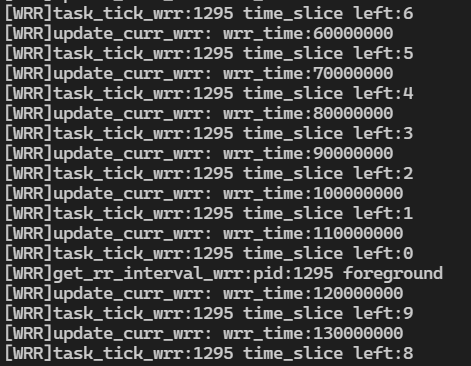 [WRR]task_tick_wrr:1295 time_slice left:6
[WRR]update_curr_wrr: wrr_time:60000000
[WRR]task_tick_wrr:1295 time_slice left:5
[WRR]update_curr_wrr: wrr_time:70000000
[WRR]task_tick_wrr:1295 time_slice left:4
[WRR]update_curr_wrr: wrr_time:80000000
[WRR]task_tick_wrr:1295 time_slice left:3
[WRR]update_curr_wrr: wrr_time:90000000
[WRR]task_tick_wrr:1295 time_slice left:2
[WRR]update_curr_wrr: wrr_time:100000000
[WRR]task_tick_wrr:1295 time_slice left:1
[WRR]update_curr_wrr: wrr_time:110000000
[WRR]task_tick_wrr:1295 time_slice left:0
[WRR]get_rr_interval_wrr:pid:1295 foreground
[WRR]update_curr_wrr: wrr_time:120000000
[WRR]task_tick_wrr:1295 time_slice left:9
[WRR]update_curr_wrr: wrr_time:130000000
[WRR]task_tick_wrr:1295 time_slice left:8